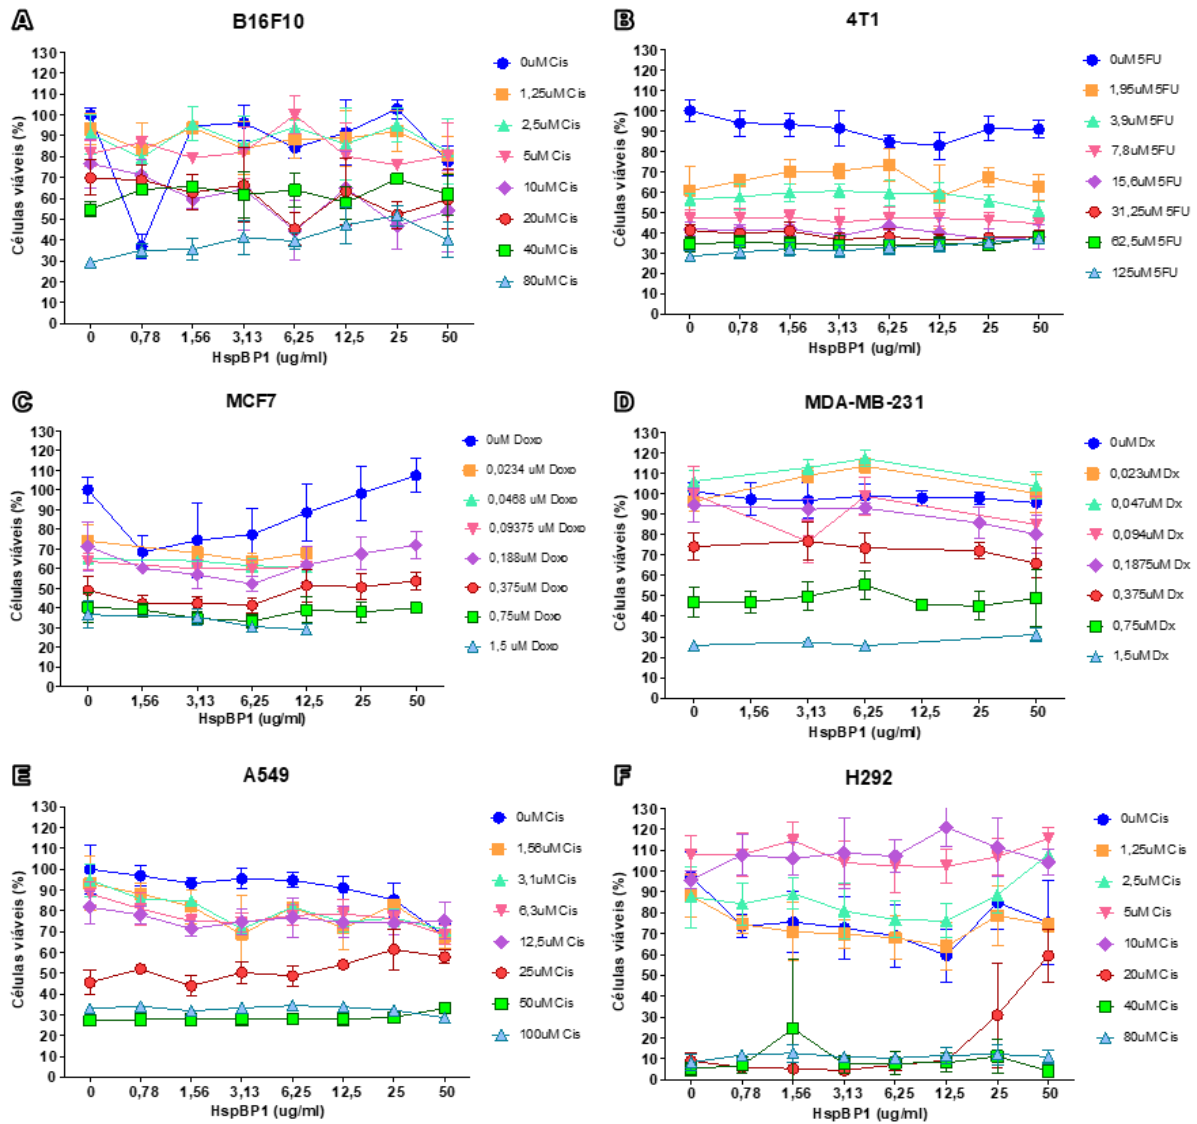 A
B16F10
Células viáveis (%)
130
120
110
100
90
80
70
60
50
40
30
20
10
0
0 0,78 1,56 3,13 6,25 12,5 25 50
HspBP1 (ug/ml)
0uM Cis
1,25uM Cis
2,5uM Cis
5uM Cis
10uM Cis
20uM Cis
40uM Cis
80uM Cis
B
4T1
Células viáveis (%)
130
120
110
100
90
80
70
60
50
40
30
20
10
0
0 0,78 1,56 3,13 6,25 12,5 25 50
HspBP1 (ug/ml)
0uM 5FU
1,95uM 5FU
3,9uM 5FU
7,8uM 5FU
15,6uM 5FU
31,25uM 5FU
62,5uM 5FU
125uM 5FU
C
MCF7
Células viáveis (%)
130
120
110
100
90
80
70
60
50
40
30
20
10
0
0 1,56 3,13 6,25 12,5 25 50
HspBP1 (ug/ml)
0uM Doxo
0,0234 uM Doxo
0,0468 uM Doxo
0,09375 uM Doxo
0,188uM Doxo
0,375uM Doxo
0,75uM Doxo
1,5 uM Doxo
D
MDA-MB-231
Células viáveis (%)
130
120
110
100
90
80
70
60
50
40
30
20
10
0
0 1,56 3,13 6,25 12,5 25 50
HspBP1 (ug/ml)
0uM Dx
0,023uM Dx
0,047uM Dx
0,094uM Dx
0,1875uM Dx
0,375uM Dx
0,75uM Dx
1,5uM Dx
E
A549
Células viáveis (%)
130
120
110
100
90
80
70
60
50
40
30
20
10
0
0 0,78 1,56 3,13 6,25 12,5 25 50
HspBP1 (ug/ml)
0uM Cis
1,56uM Cis
3,1uM Cis
6,3uM Cis
12,5uM Cis
25uM Cis
50uM Cis
100uM Cis
F
H292
Células viáveis (%)
130
120
110
100
90
80
70
60
50
40
30
20
10
0
0 0,78 1,56 3,13 6,25 12,5 25 50
HspBP1 (ug/ml)
0uM Cis
1,25uM Cis
2,5uM Cis
5uM Cis
10uM Cis
20uM Cis
40uM Cis
80uM Cis